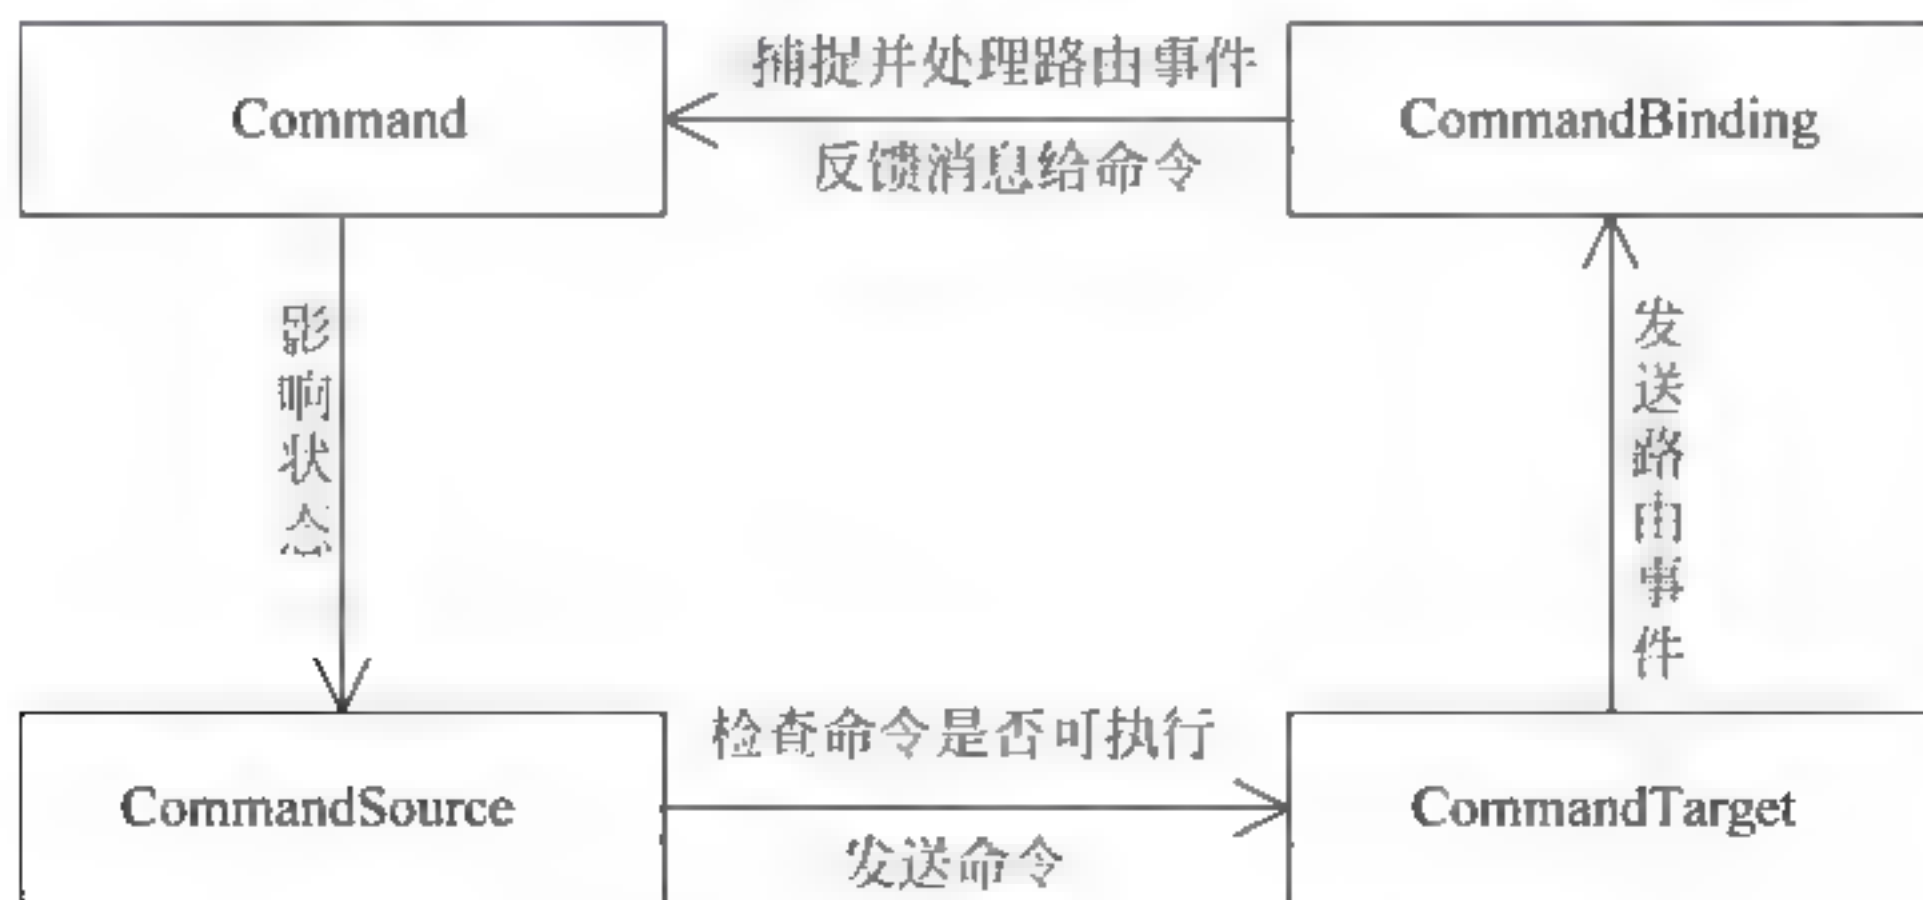 Command
捕捉并处理路由事件
反馈消息给命令
CommandBinding
影响状态
发送路由事件
CommandSource
检查命令是否可执行
发送命令
CommandTarget